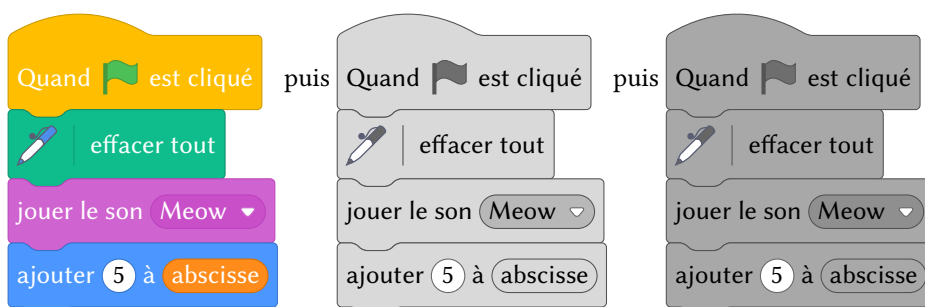 Quand est cliqué puis Quand est cliqué puis Quand est cliqué
effacer tout effacer tout effacer tout
jouer le son Meow jouer le son Meow jouer le son Meow
ajouter 5 à abscisse ajouter 5 à abscisse ajouter 5 à abscisse